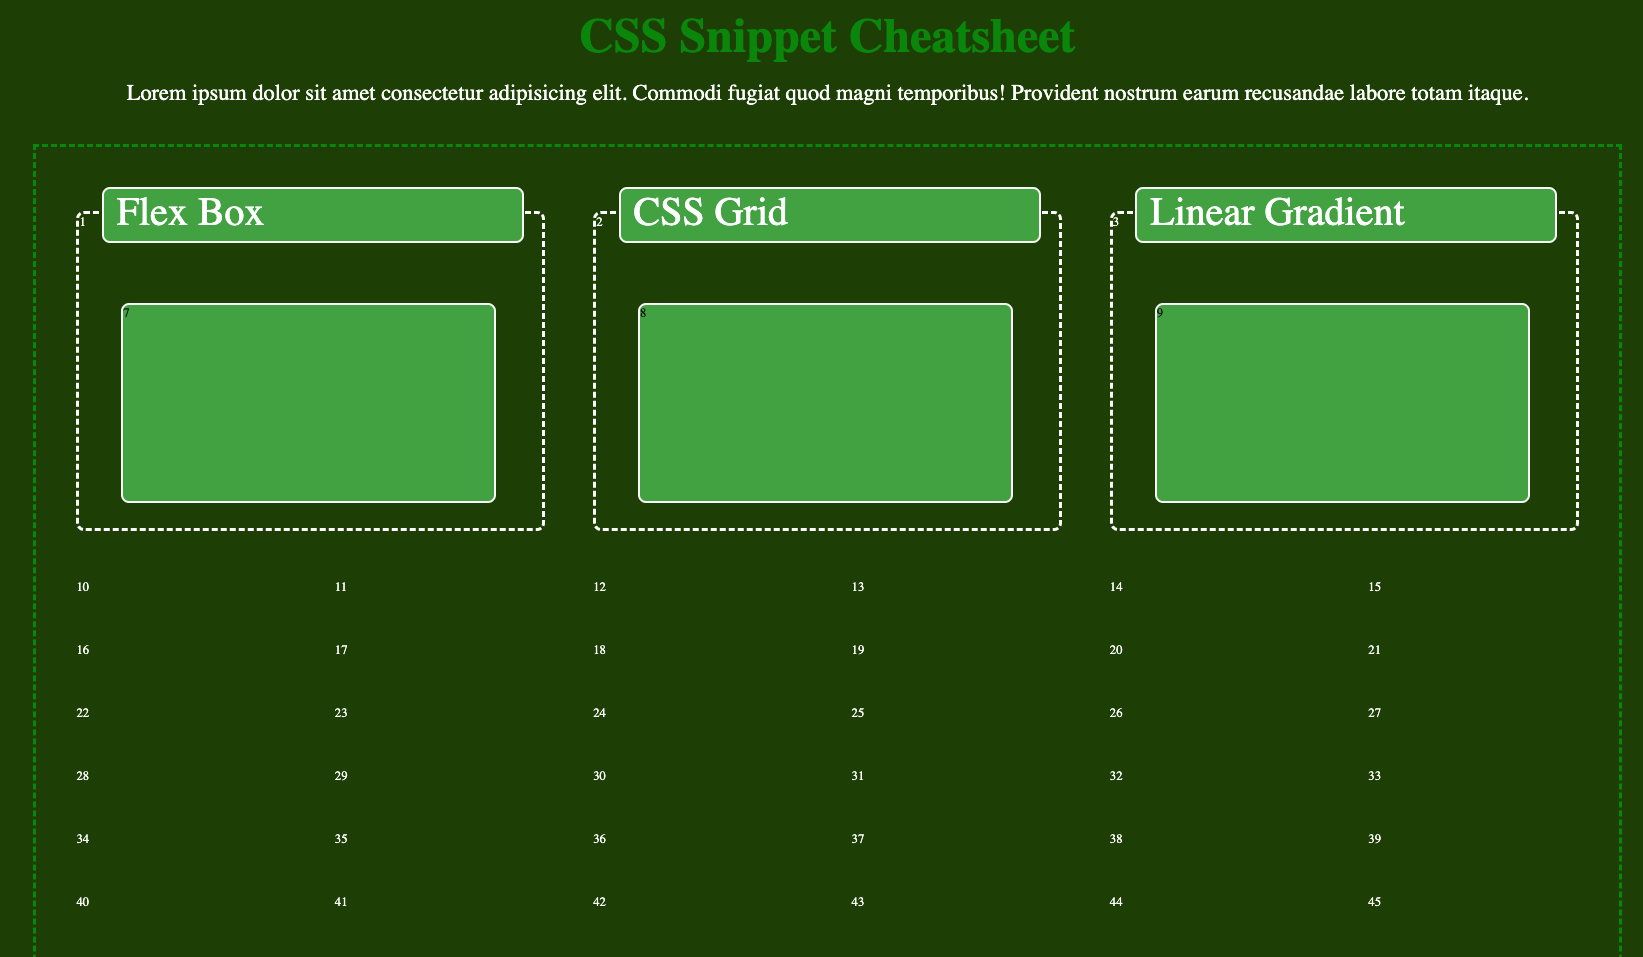 CSS Snippet Cheatsheet
Lorem ipsum dolor sit amet consectetur adipisicing elit. Commodi fugiat quod magni temporibus! Provident nostrum earum recusandae labore totam itaque.
1 Flex Box 2 CSS Grid 3 Linear Gradient
7 8 9
10 11 12 13 14 15
16 17 18 19 20 21
22 23 24 25 26 27
28 29 30 31 32 33
34 35 36 37 38 39
40 41 42 43 44 45